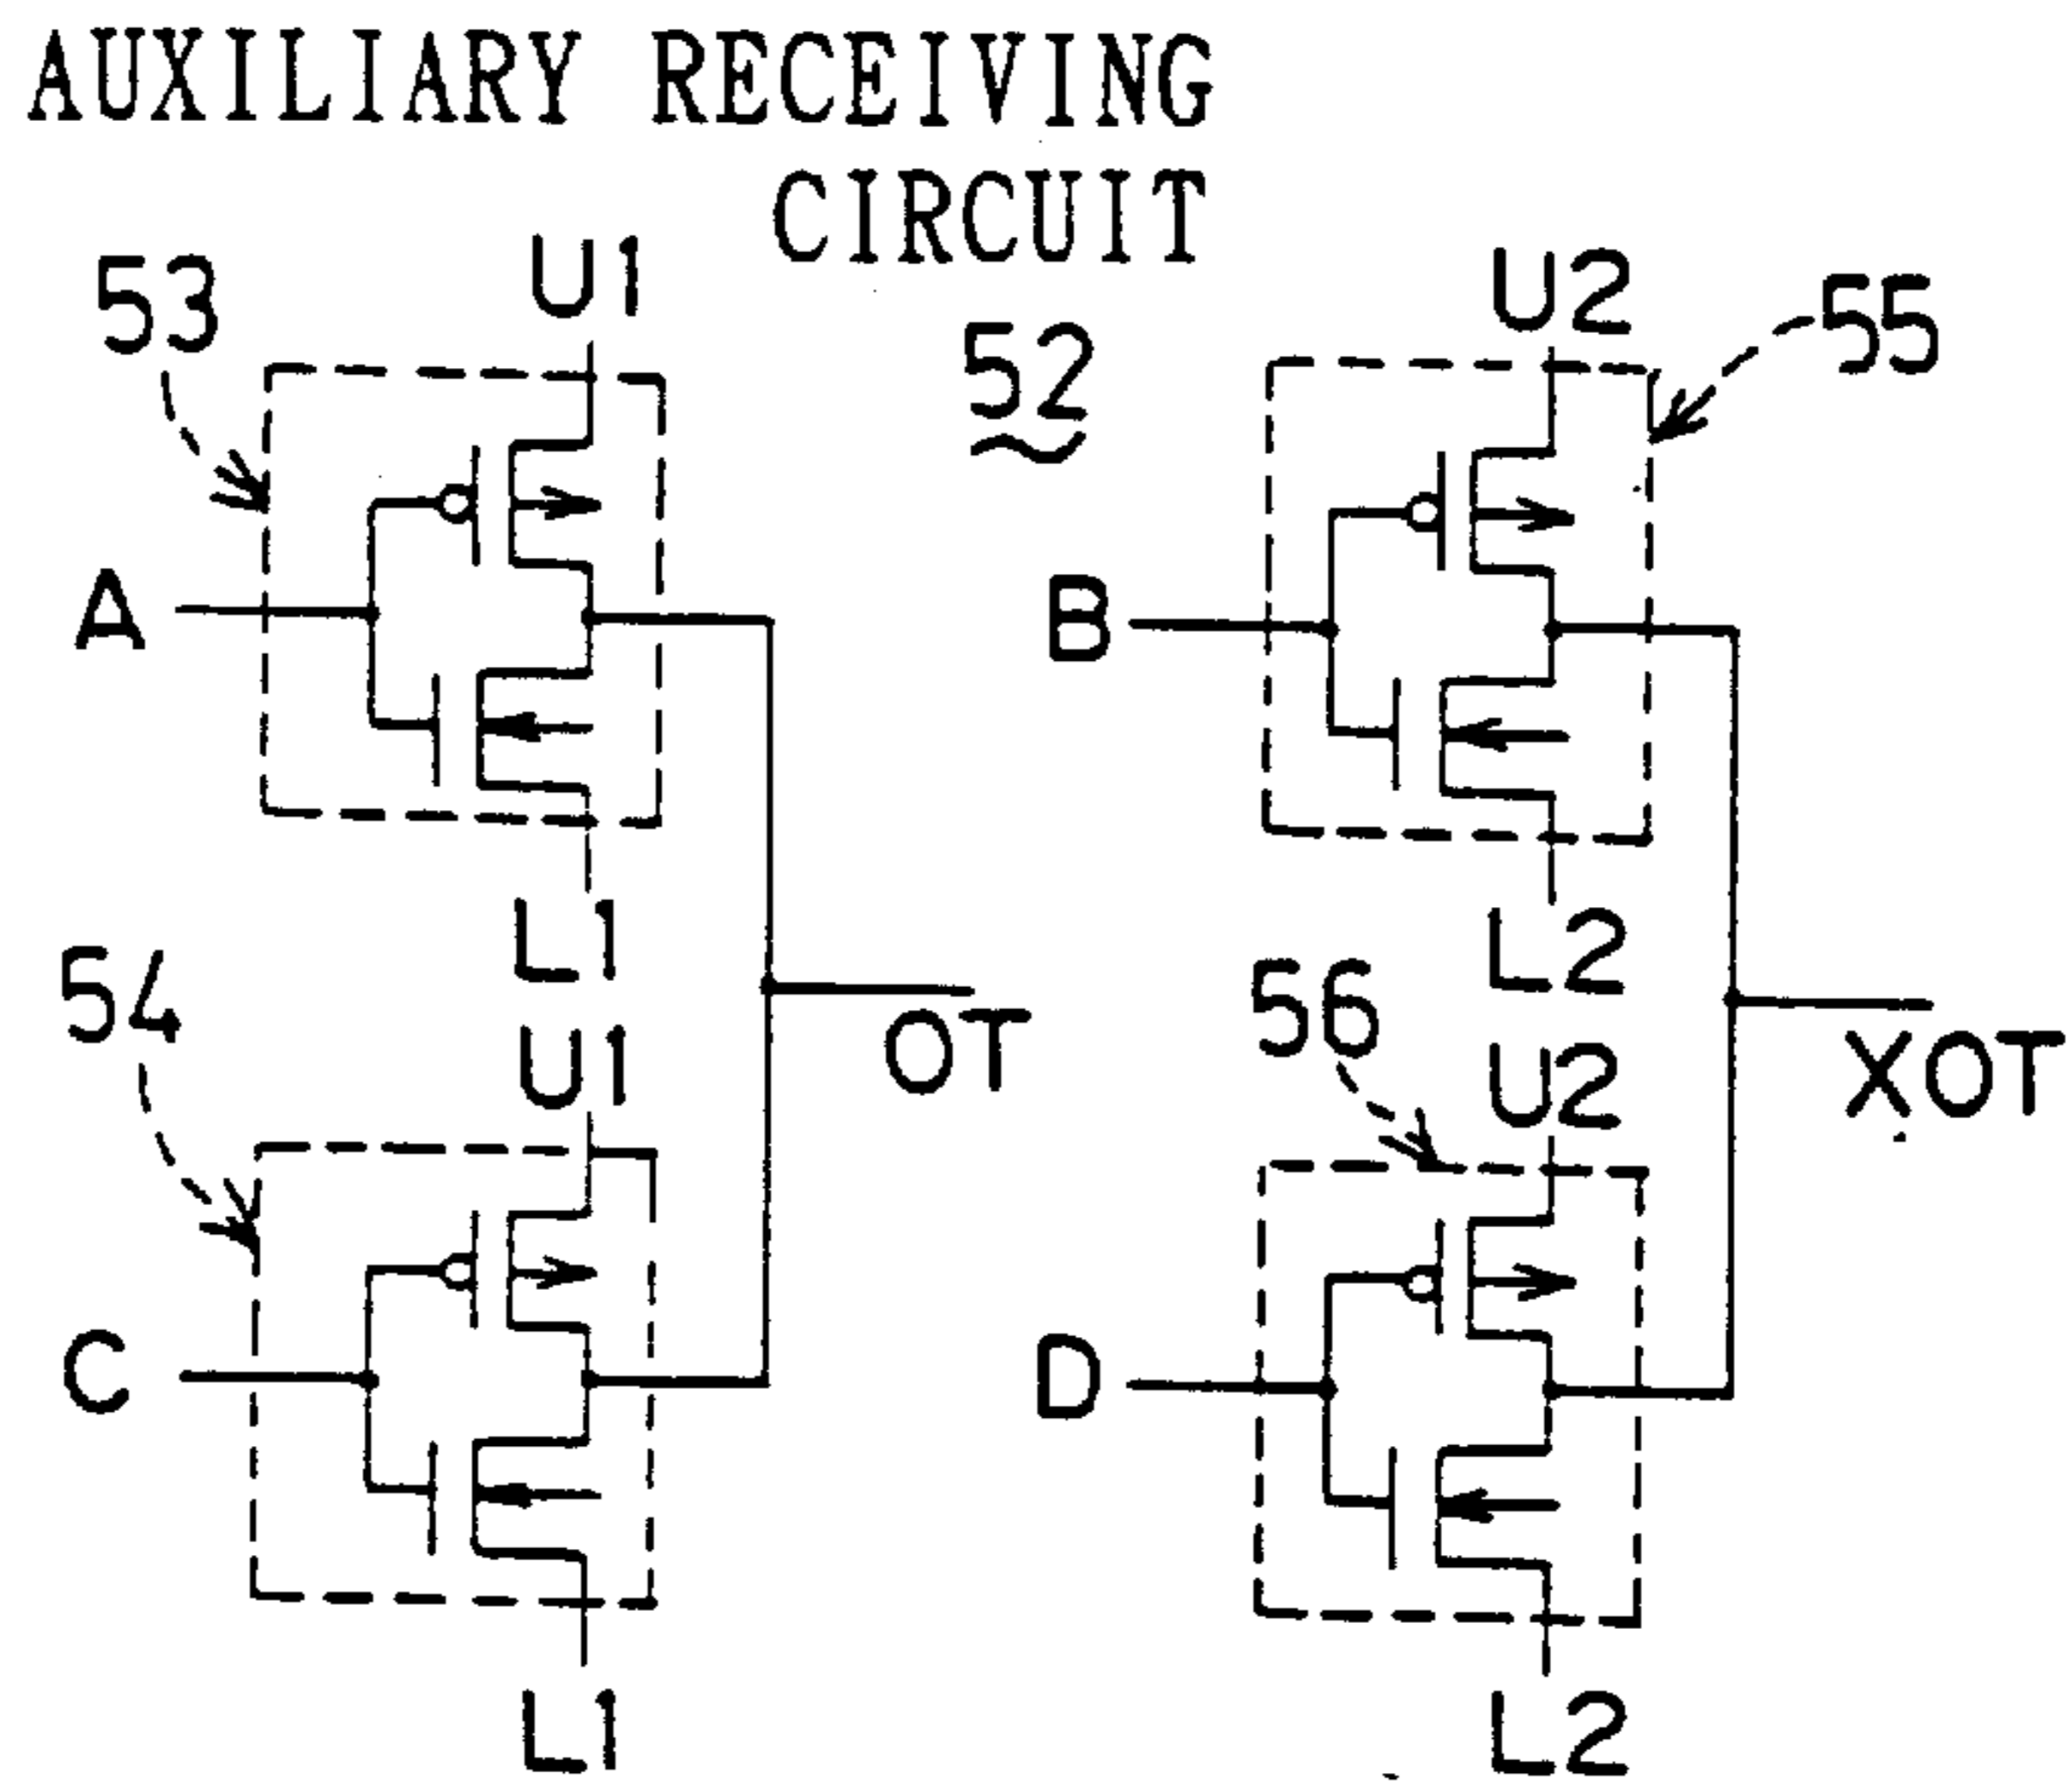 AUXILIARY RECEIVING
CIRCUIT
53
U1
52
U2
55
A
B
L1
L2
54
U1
OT
56
U2
XOT
C
D
L1
L2